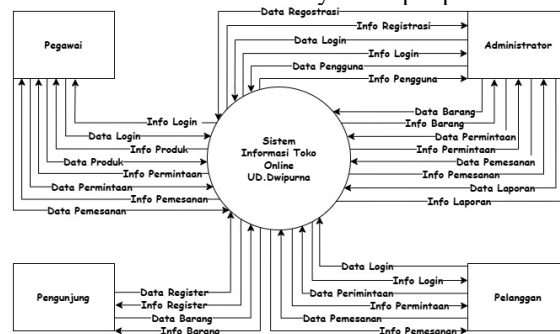 Data Regostrasi
Info Registrasi
Data Login
Info Login
Data Pengguna
Info Pengguna
Pegawai
Administrator
Info Login
Data Login
Info Produk
Data Produk
Info Permintaan
Data Permintaan
Info Pemesanan
Data Pemesanan
Sistem
Informasi Toko
Online
UD.Dwipurna
Data Barang
Info Barang
Data Permintaan
Info Permintaan
Data Pemesanan
Info Pemesanan
Data Laporan
Info Laporan
Pengunjung
Data Register
Info Register
Data Barang
Info Barang
Data Login
Info Login
Data Perimintaan
Info Permintaan
Data Pemesanan
Info Pemesanan
Pelanggan